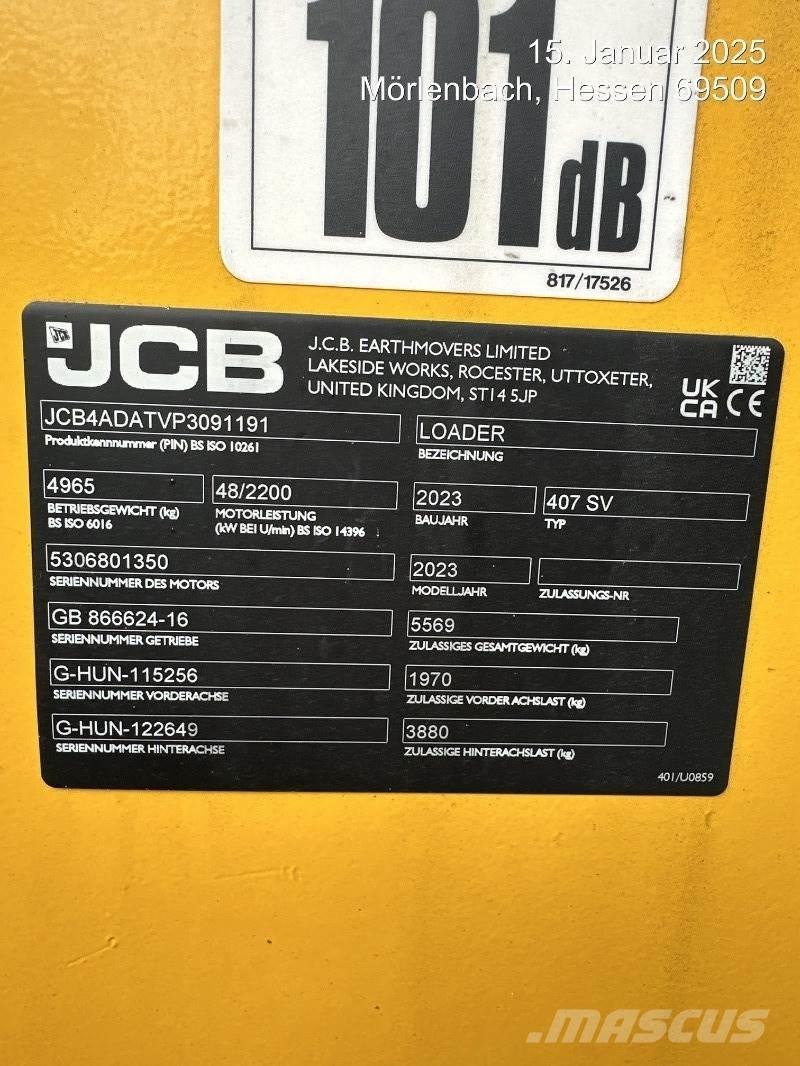 101 dB
15. Januar 2025
Mörlenbach, Hessen 69509
817/17526
JCB
J.C.B. EARTHMOVERS LIMITED
LAKESIDE WORKS, ROCESTER, UTTOXETER,
UNITED KINGDOM, ST14 5JP
UK
CA CE
JCB4ADATVP3091191
Produktkennnummer (PIN) BS ISO 10261
LOADER
BEZEICHNUNG
4965
BETRIEBSGEWICHT (kg)
BS ISO 6016
48/2200
MOTORLEISTUNG
(kW BEI U/min) BS ISO 14396
2023
BAUJAHR
407 SV
TYP
5306801350
SERIENNUMMER DES MOTORS
2023
MODELLJAHR
ZULASSUNGS-NR
GB 866624-16
SERIENNUMMER GETRIEBE
5569
ZULASSIGES GESAMTGEWICHT (kg)
G-HUN-115256
SERIENNUMMER VORDERACHSE
1970
ZULASSIGE VORDER ACHSLAST (kg)
G-HUN-122649
SERIENNUMMER HINTERACHSE
3880
ZULASSIGE HINTERACHSLAST (kg)
401/U0859
MASCUS